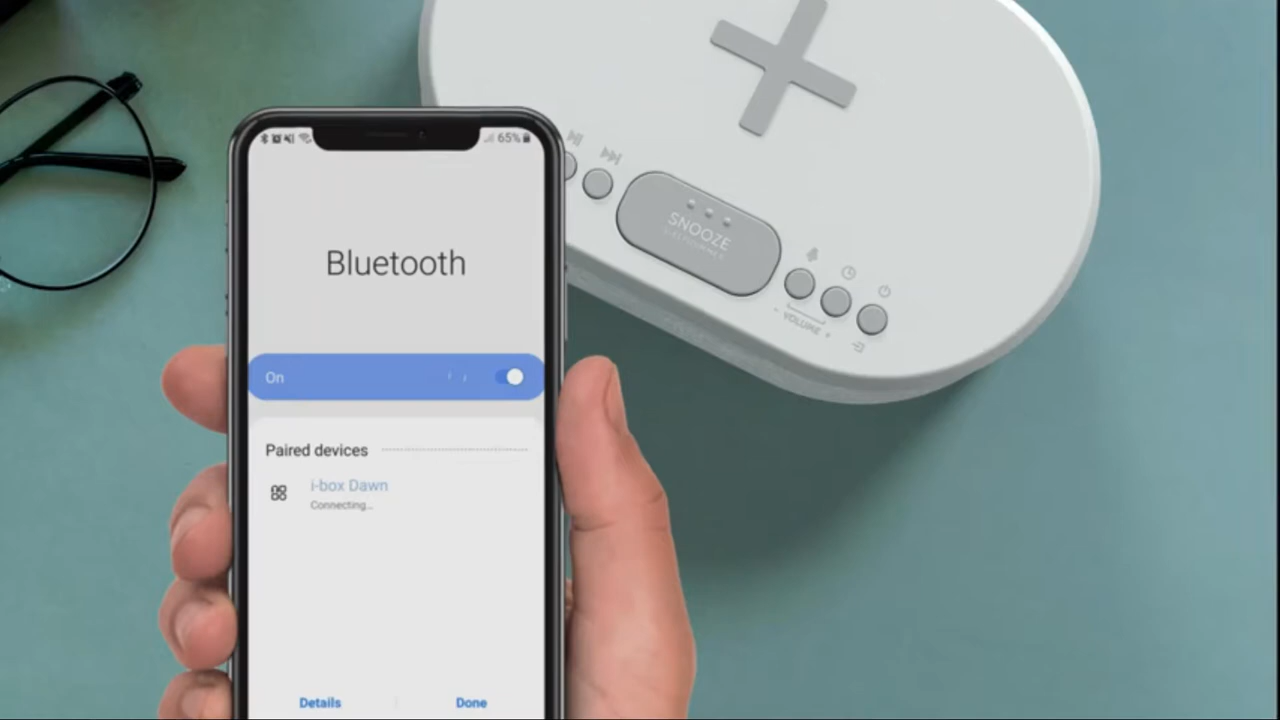 65%
Bluetooth
On
Paired devices
i-box Dawn
Connecting...
Details
Done
SNOOZE
- VOLUME +